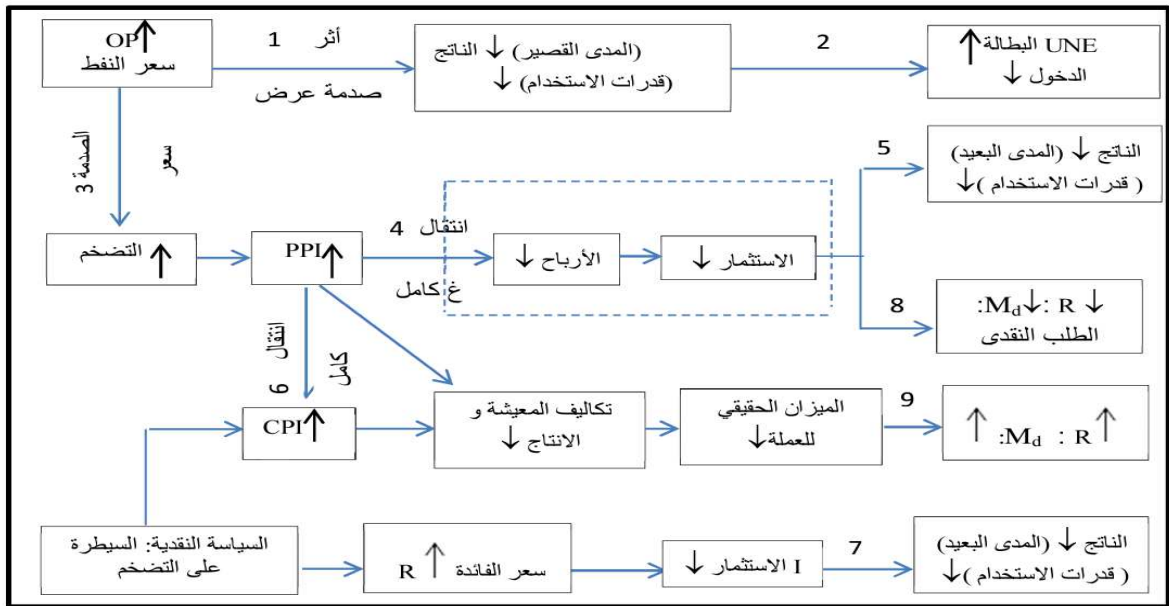 OP↑
سعر النفط
أثر 1
صدمة عرض
(المدى القصير) ↓ الناتج
(قدرات الاستخدام) ↓
2
UNE البطالة ↑
الدخول ↓
الصدمة 3
سعر
التضخم ↑
PPI↑
انتقال 4
غ كامل
الأرباح ↓
الاستثمار ↓
5
الناتج ↓ (المدى البعيد)
( قدرات الاستخدام )↓
8
:Md↓: R ↓
الطلب النقدي
انتقال 6
كامل
CPI↑
تكاليف المعيشة و
الانتاج ↓
الميزان الحقيقي
للعملة↓
9
↑ :Md : R ↑
السياسة النقدية: السيطرة
على التضخم
سعر الفائدة ↑ R
I الاستثمار ↓
7
الناتج ↓ (المدى البعيد)
( قدرات الاستخدام )↓